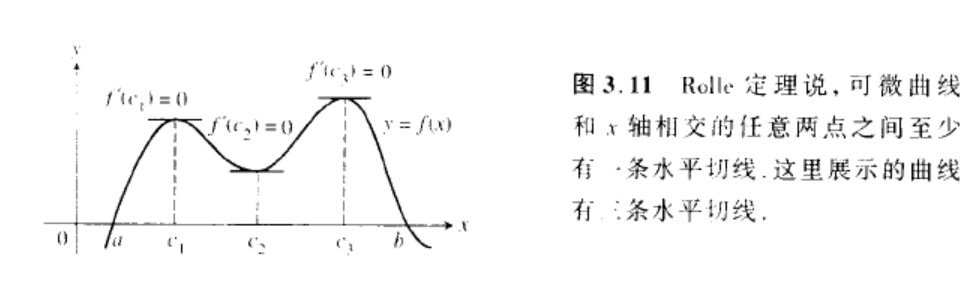 y
f′(c₃) = 0
f′(c₁) = 0
f′(c₂) = 0
y = f(x)
0 a c₁ c₂ c₃ b x
图 3.11 Rolle 定理说，可微曲线
和 x 轴相交的任意两点之间至少
有一条水平切线．这里展示的曲线
有三条水平切线．